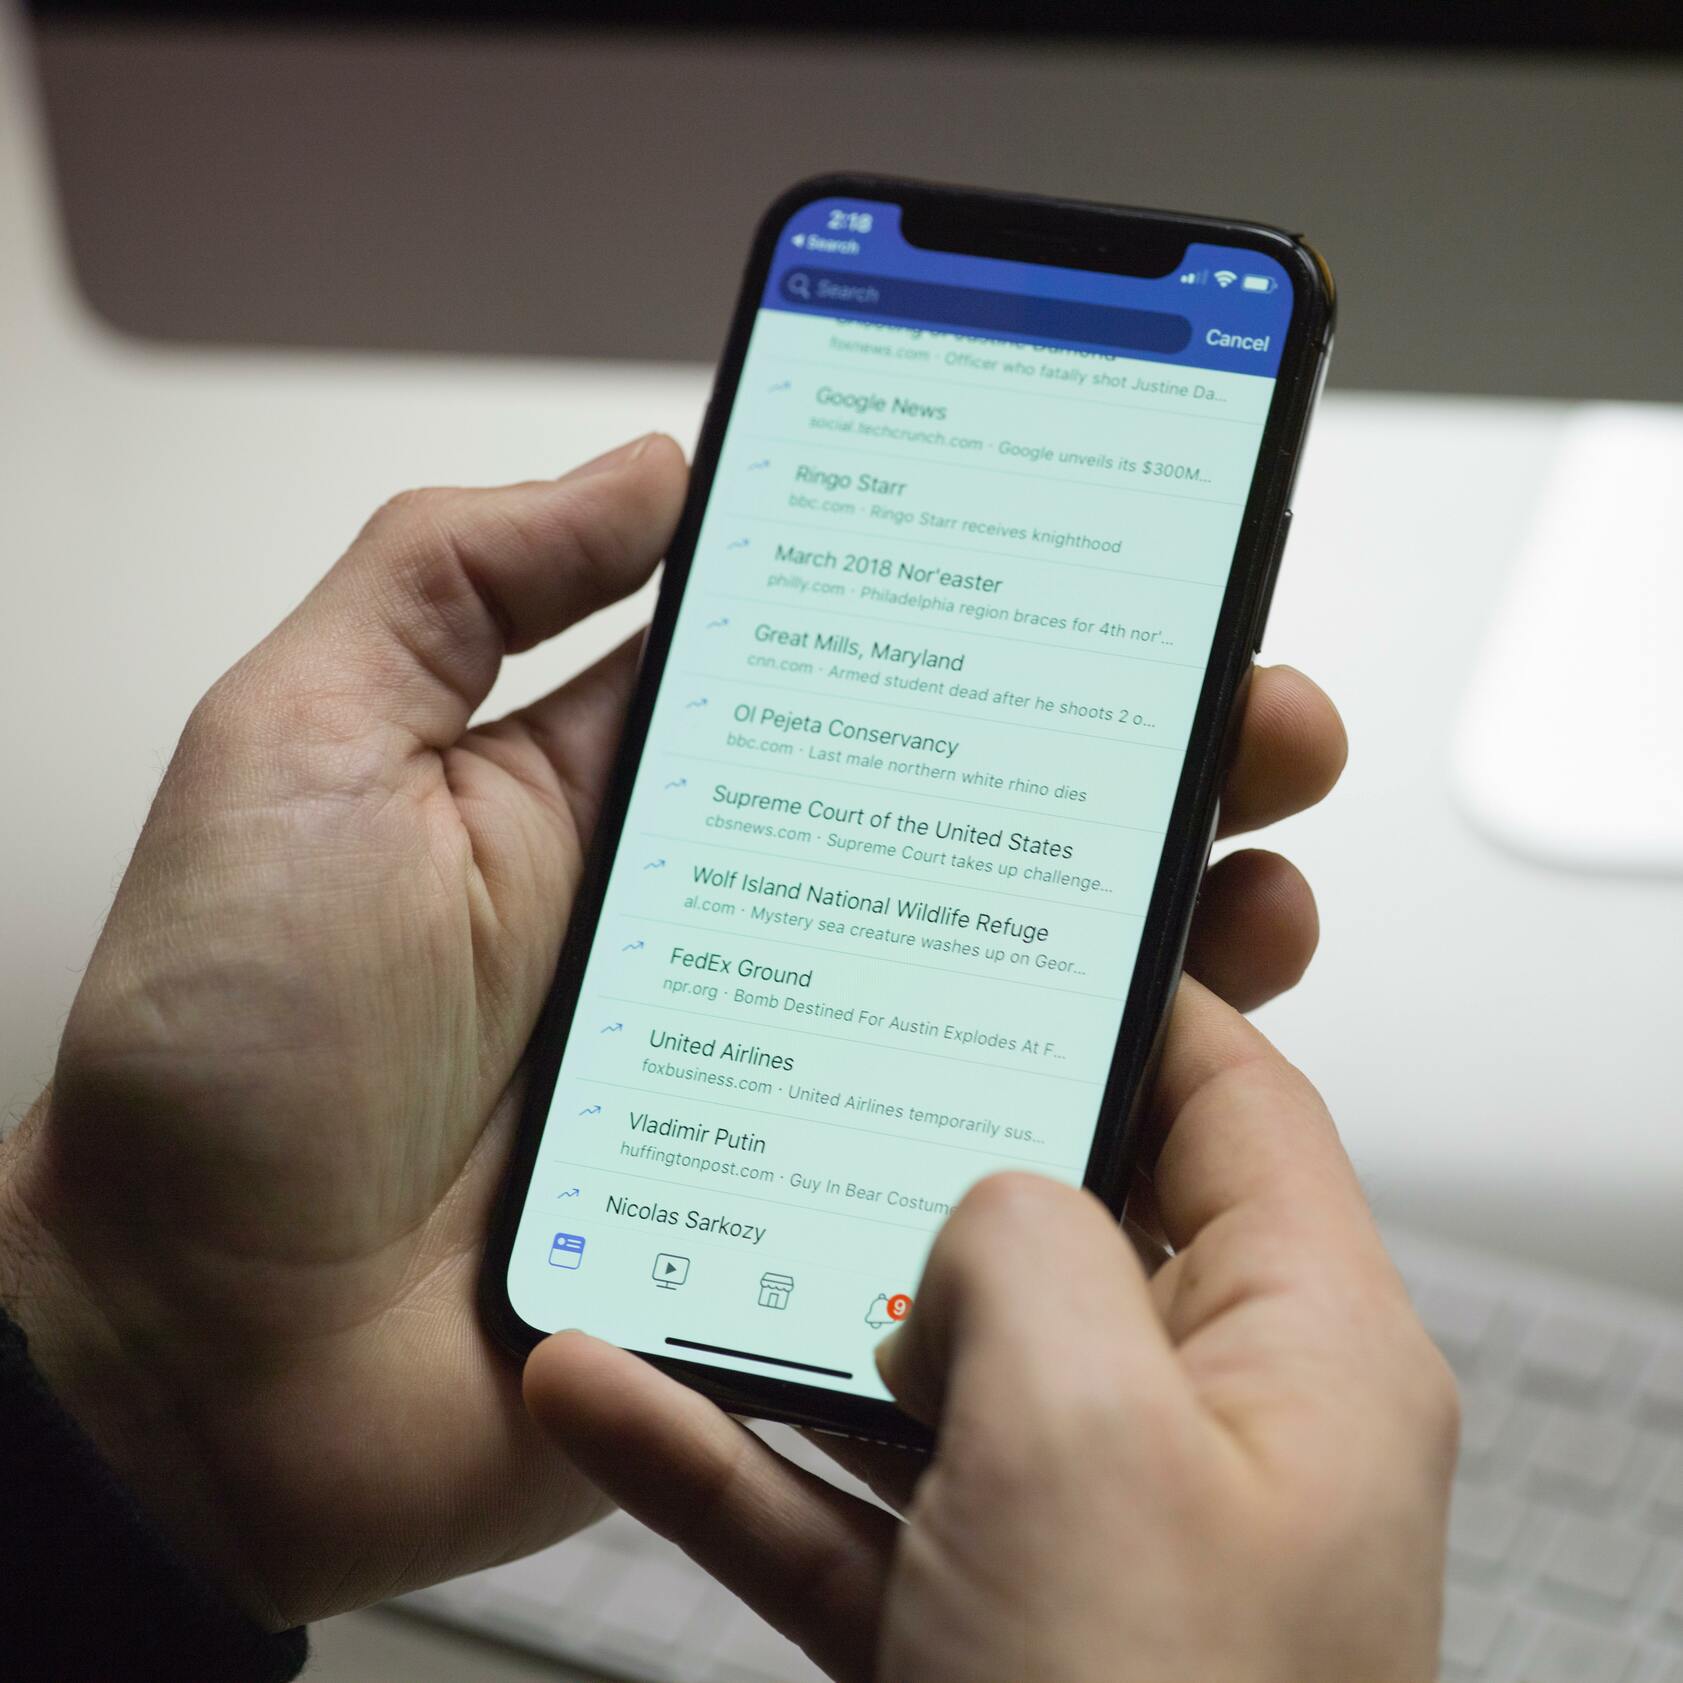 2:18
Search
Search
Cancel
Shooting of Justine Damond
foxnews.com · Officer who fatally shot Justine Da...
Google News
social.techcrunch.com · Google unveils its $300M...
Ringo Starr
bbc.com · Ringo Starr receives knighthood
March 2018 Nor'easter
philly.com · Philadelphia region braces for 4th nor'...
Great Mills, Maryland
cnn.com · Armed student dead after he shoots 2 o...
Ol Pejeta Conservancy
bbc.com · Last male northern white rhino dies
Supreme Court of the United States
cbsnews.com · Supreme Court takes up challenge...
Wolf Island National Wildlife Refuge
al.com · Mystery sea creature washes up on Geor...
FedEx Ground
npr.org · Bomb Destined For Austin Explodes At F...
United Airlines
foxbusiness.com · United Airlines temporarily sus...
Vladimir Putin
huffingtonpost.com · Guy In Bear Costume
Nicolas Sarkozy
9